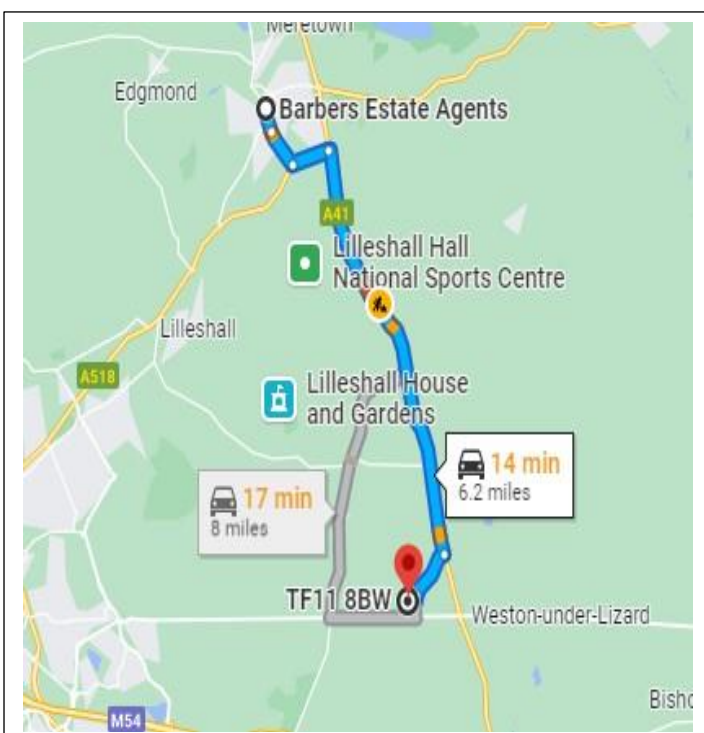 Meretown
Edgmond
Barbers Estate Agents
A41
Lilleshall Hall
National Sports Centre
Lilleshall
A518
Lilleshall House
and Gardens
14 min
6.2 miles
17 min
8 miles
TF11 8BW
Weston-under-Lizard
Bisho
M54